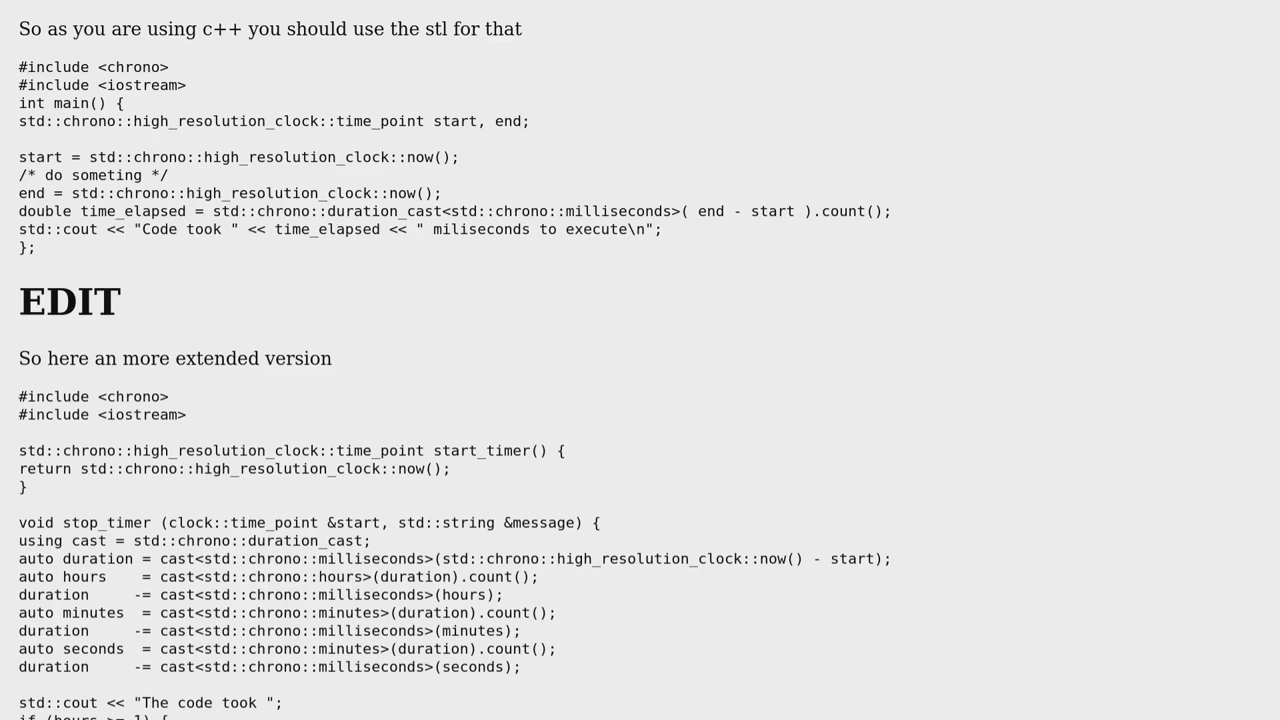 So as you are using c++ you should use the stl for that
#include <chrono>
#include <iostream>
int main() {
std::chrono::high_resolution_clock::time_point start, end;
start = std::chrono::high_resolution_clock::now();
/* do someting */
end = std::chrono::high_resolution_clock::now();
double time_elapsed = std::chrono::duration_cast<std::chrono::milliseconds>( end - start ).count();
std::cout << "Code took " << time_elapsed << " miliseconds to execute\n";
};
EDIT
So here an more extended version
#include <chrono>
#include <iostream>
std::chrono::high_resolution_clock::time_point start_timer() {
return std::chrono::high_resolution_clock::now();
}
void stop_timer (clock::time_point &start, std::string &message) {
using cast = std::chrono::duration_cast;
auto duration = cast<std::chrono::milliseconds>(std::chrono::high_resolution_clock::now() - start);
auto hours    = cast<std::chrono::hours>(duration).count();
duration     -= cast<std::chrono::milliseconds>(hours);
auto minutes  = cast<std::chrono::minutes>(duration).count();
duration     -= cast<std::chrono::milliseconds>(minutes);
auto seconds  = cast<std::chrono::minutes>(duration).count();
duration     -= cast<std::chrono::milliseconds>(seconds);
std::cout << "The code took ";
if (hours >= 1) {